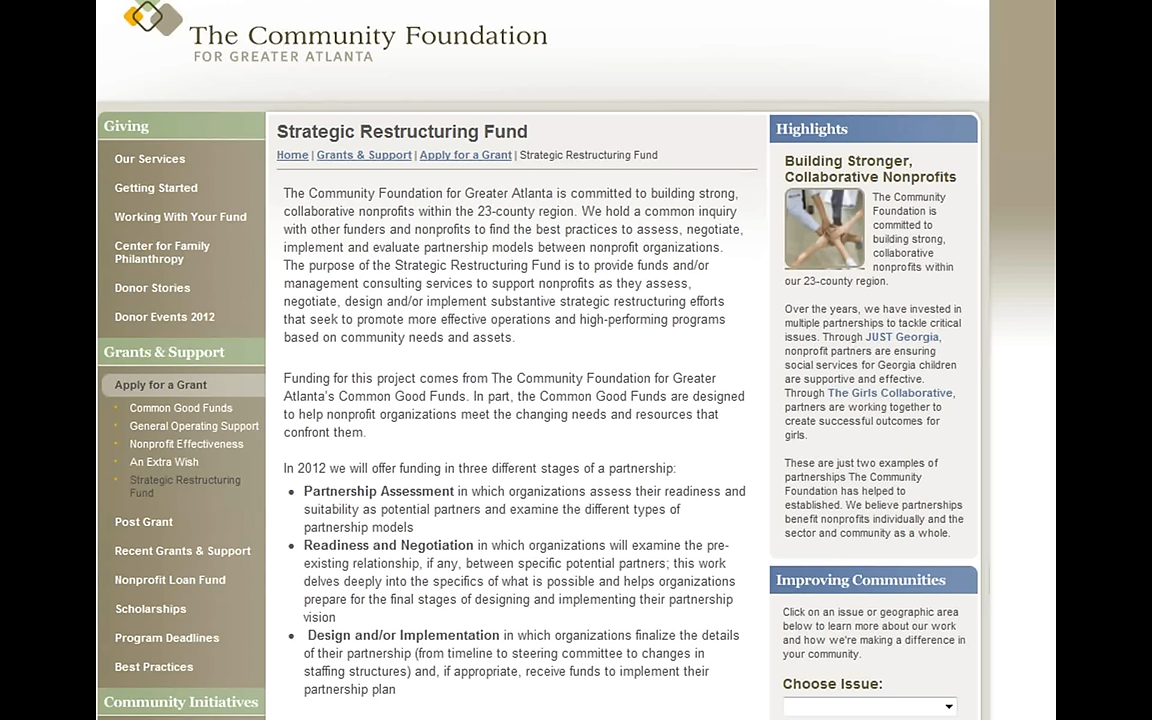 The Community Foundation
FOR GREATER ATLANTA
Giving
Our Services
Getting Started
Working With Your Fund
Center for Family
Philanthropy
Donor Stories
Donor Events 2012
Grants & Support
Apply for a Grant
Common Good Funds
General Operating Support
Nonprofit Effectiveness
An Extra Wish
Strategic Restructuring
Fund
Post Grant
Recent Grants & Support
Nonprofit Loan Fund
Scholarships
Program Deadlines
Best Practices
Community Initiatives
Strategic Restructuring Fund
Home | Grants & Support | Apply for a Grant | Strategic Restructuring Fund
The Community Foundation for Greater Atlanta is committed to building strong,
collaborative nonprofits within the 23-county region. We hold a common inquiry
with other funders and nonprofits to find the best practices to assess, negotiate,
implement and evaluate partnership models between nonprofit organizations.
The purpose of the Strategic Restructuring Fund is to provide funds and/or
management consulting services to support nonprofits as they assess,
negotiate, design and/or implement substantive strategic restructuring efforts
that seek to promote more effective operations and high-performing programs
based on community needs and assets.
Funding for this project comes from The Community Foundation for Greater
Atlanta's Common Good Funds. In part, the Common Good Funds are designed
to help nonprofit organizations meet the changing needs and resources that
confront them.
In 2012 we will offer funding in three different stages of a partnership:
• Partnership Assessment in which organizations assess their readiness and
suitability as potential partners and examine the different types of
partnership models
• Readiness and Negotiation in which organizations will examine the pre-
existing relationship, if any, between specific potential partners; this work
delves deeply into the specifics of what is possible and helps organizations
prepare for the final stages of designing and implementing their partnership
vision
• Design and/or Implementation in which organizations finalize the details
of their partnership (from timeline to steering committee to changes in
staffing structures) and, if appropriate, receive funds to implement their
partnership plan
Highlights
Building Stronger,
Collaborative Nonprofits
The Community
Foundation is
committed to
building strong,
collaborative
nonprofits within
our 23-county region.
Over the years, we have invested in
multiple partnerships to tackle critical
issues. Through JUST Georgia,
nonprofit partners are ensuring
social services for Georgia children
are supportive and effective.
Through The Girls Collaborative,
partners are working together to
create successful outcomes for
girls.
These are just two examples of
partnerships The Community
Foundation has helped to
established. We believe partnerships
benefit nonprofits individually and the
sector and community as a whole.
Improving Communities
Click on an issue or geographic area
below to learn more about our work
and how we're making a difference in
your community.
Choose Issue: